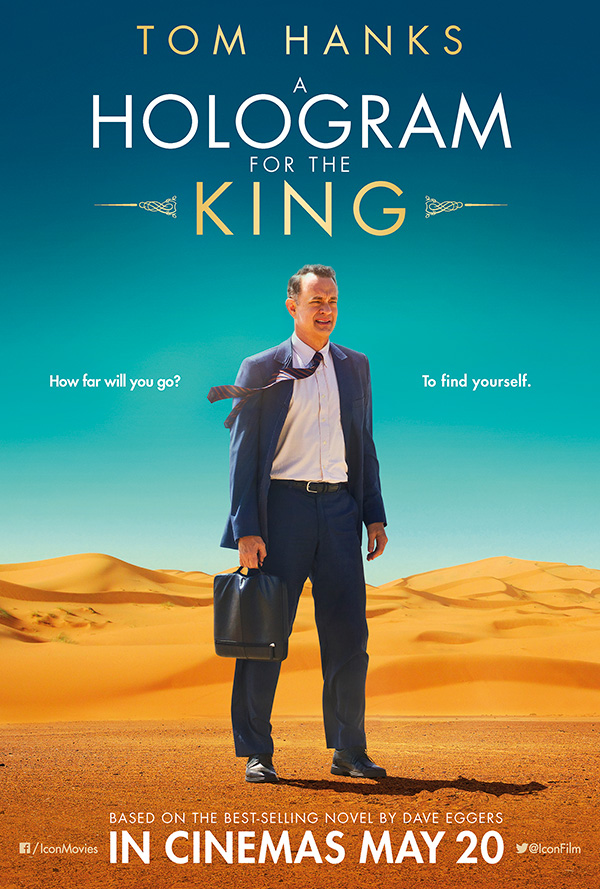 TOM HANKS
A
HOLOGRAM
FOR THE
KING
How far will you go?
To find yourself.
BASED ON THE BEST-SELLING NOVEL BY DAVE EGGERS
/IconMovies
IN CINEMAS MAY 20
@IconFilm